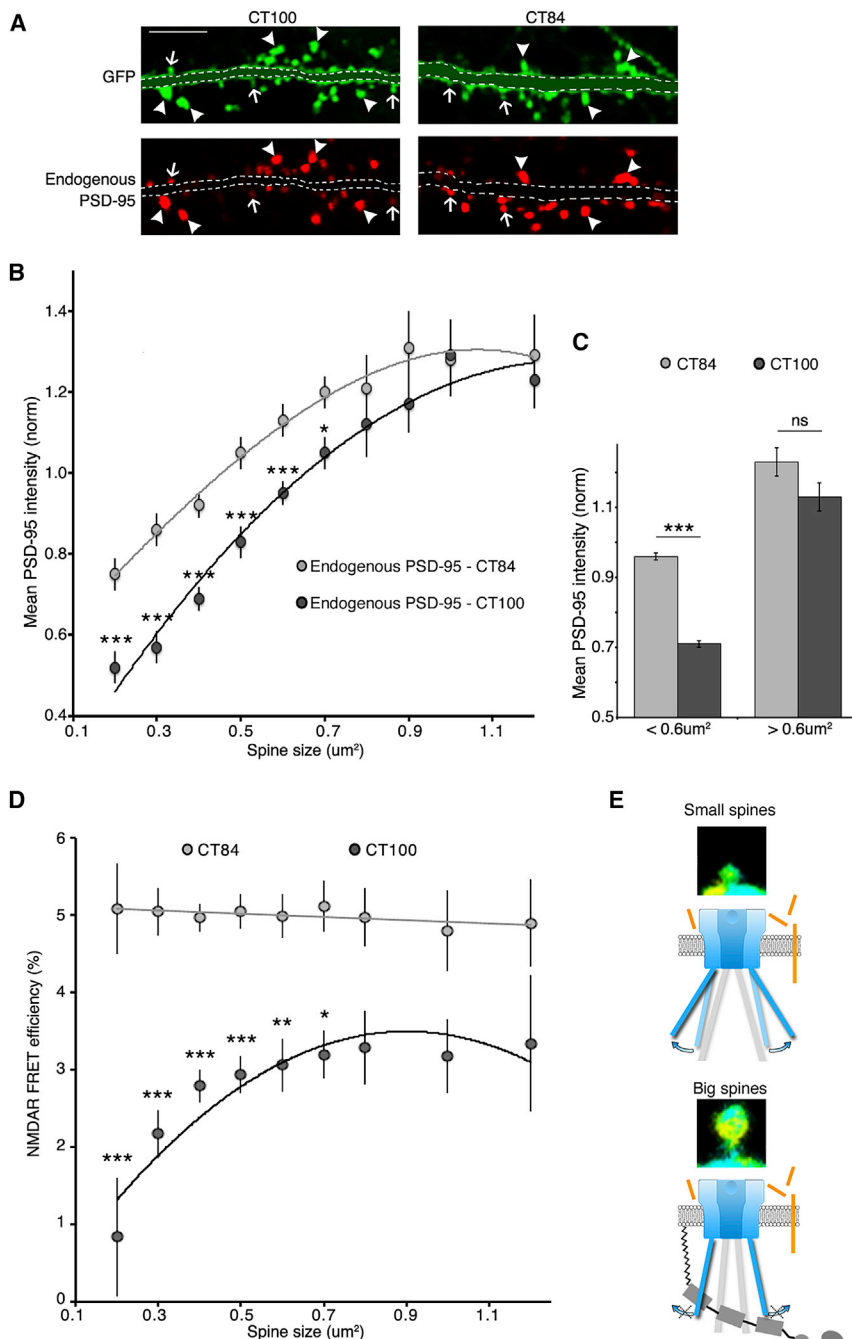 A
CT100
CT84
GFP
Endogenous
PSD-95
B
Mean PSD-95 intensity (norm)
1.4
1.2
1.0
0.8
0.6
0.4
*
***
***
***
***
***
Endogenous PSD-95 - CT84
Endogenous PSD-95 - CT100
0.1
0.3
0.5
0.7
0.9
1.1
Spine size (um²)
C
CT84
CT100
Mean PSD-95 intensity (norm)
1.1
0.9
0.7
0.5
***
ns
< 0.6um²
> 0.6um²
D
NMDAR FRET efficiency (%)
6
5
4
3
2
1
0
CT84
CT100
***
***
***
***
**
*
0.1
0.3
0.5
0.7
0.9
1.1
Spine size (um²)
E
Small spines
Big spines